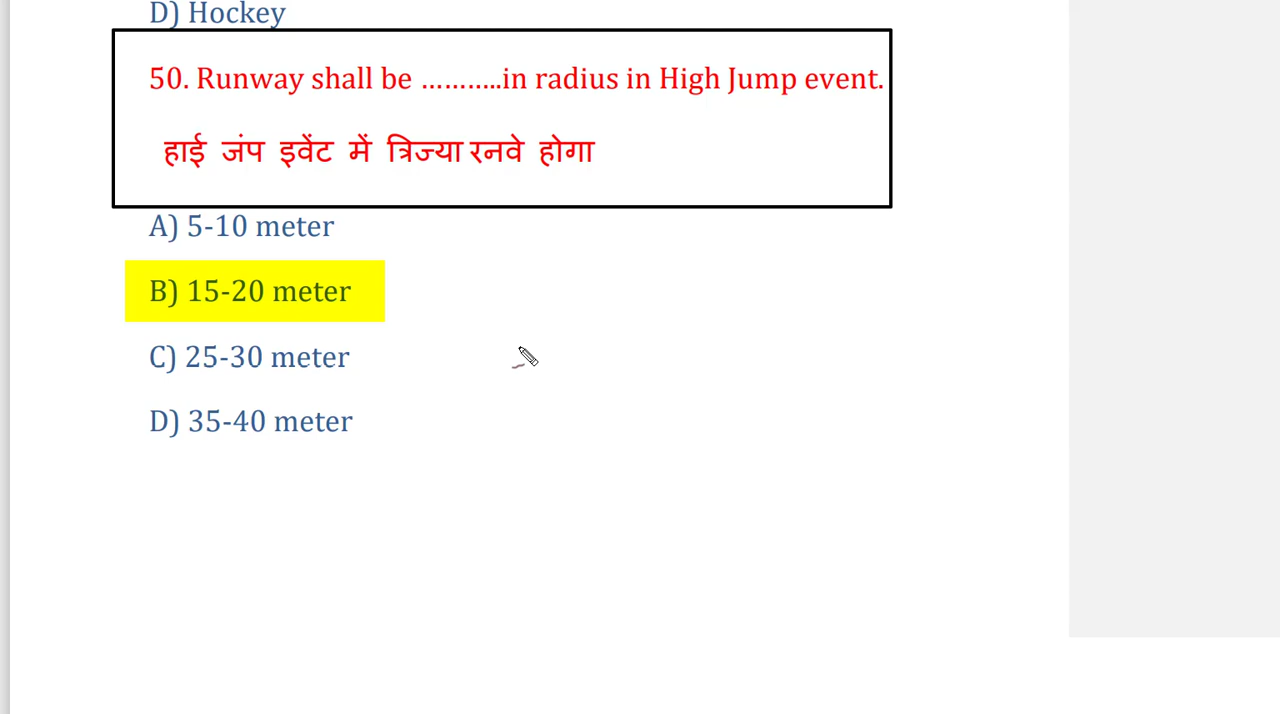 D) Hockey
50. Runway shall be ………..in radius in High Jump event.
हाई जंप इवेंट में त्रिज्या रनवे होगा
A) 5-10 meter
B) 15-20 meter
C) 25-30 meter
D) 35-40 meter